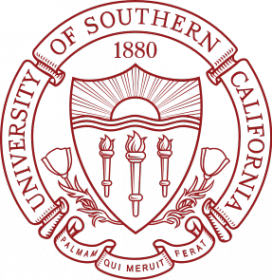 UNIVERSITY OF SOUTHERN CALIFORNIA
1880
PALMAM QUI MERUIT FERAT